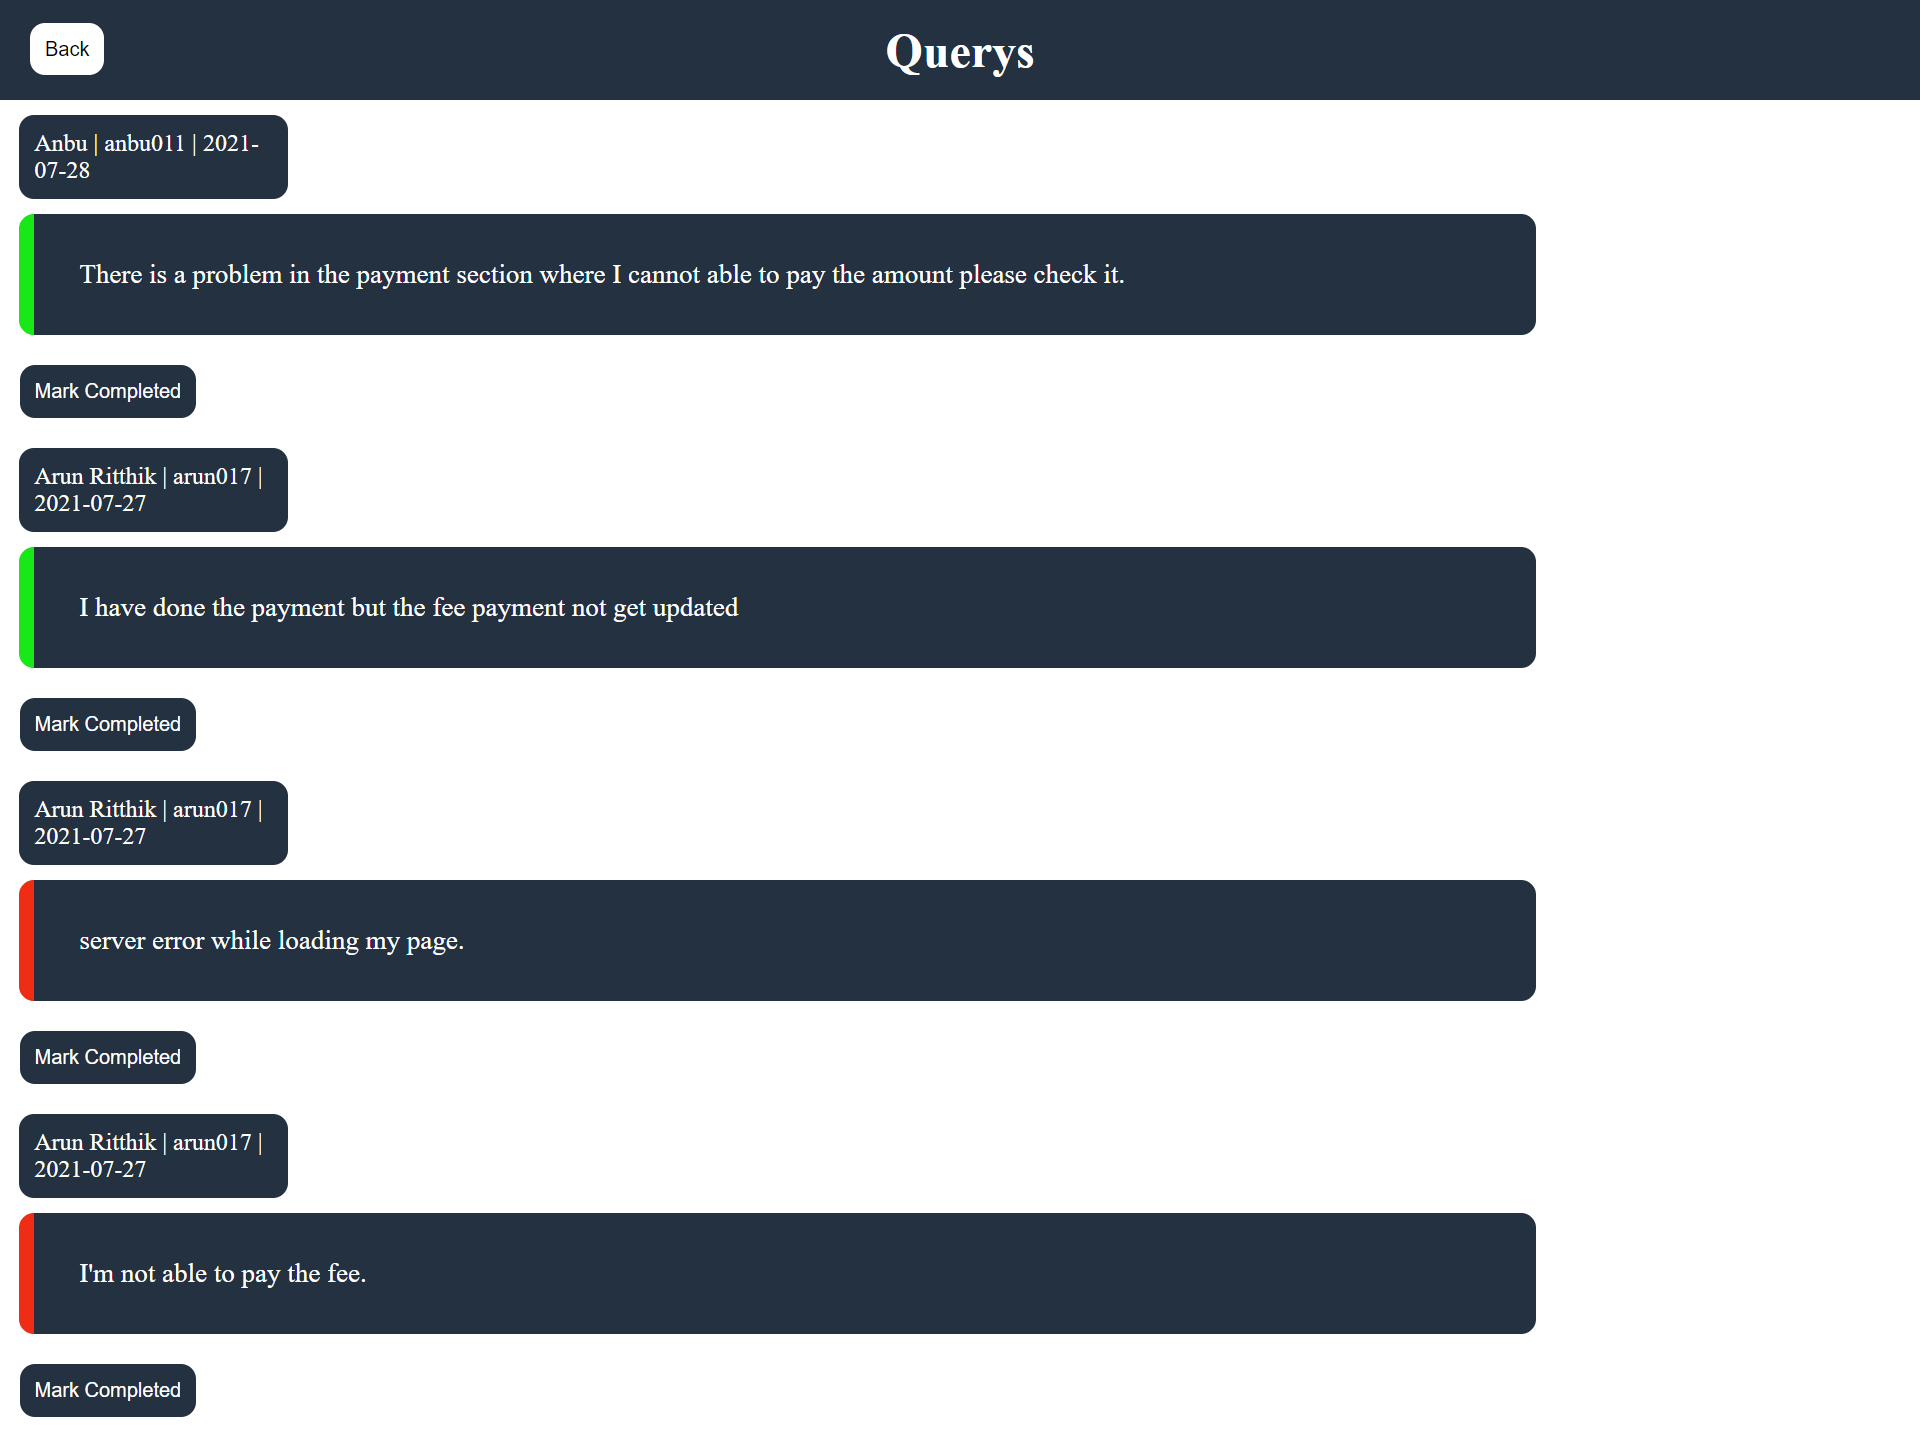 Back
Querys
Anbu | anbu011 | 2021-
07-28
There is a problem in the payment section where I cannot able to pay the amount please check it.
Mark Completed
Arun Ritthik | arun017 |
2021-07-27
I have done the payment but the fee payment not get updated
Mark Completed
Arun Ritthik | arun017 |
2021-07-27
server error while loading my page.
Mark Completed
Arun Ritthik | arun017 |
2021-07-27
I'm not able to pay the fee.
Mark Completed